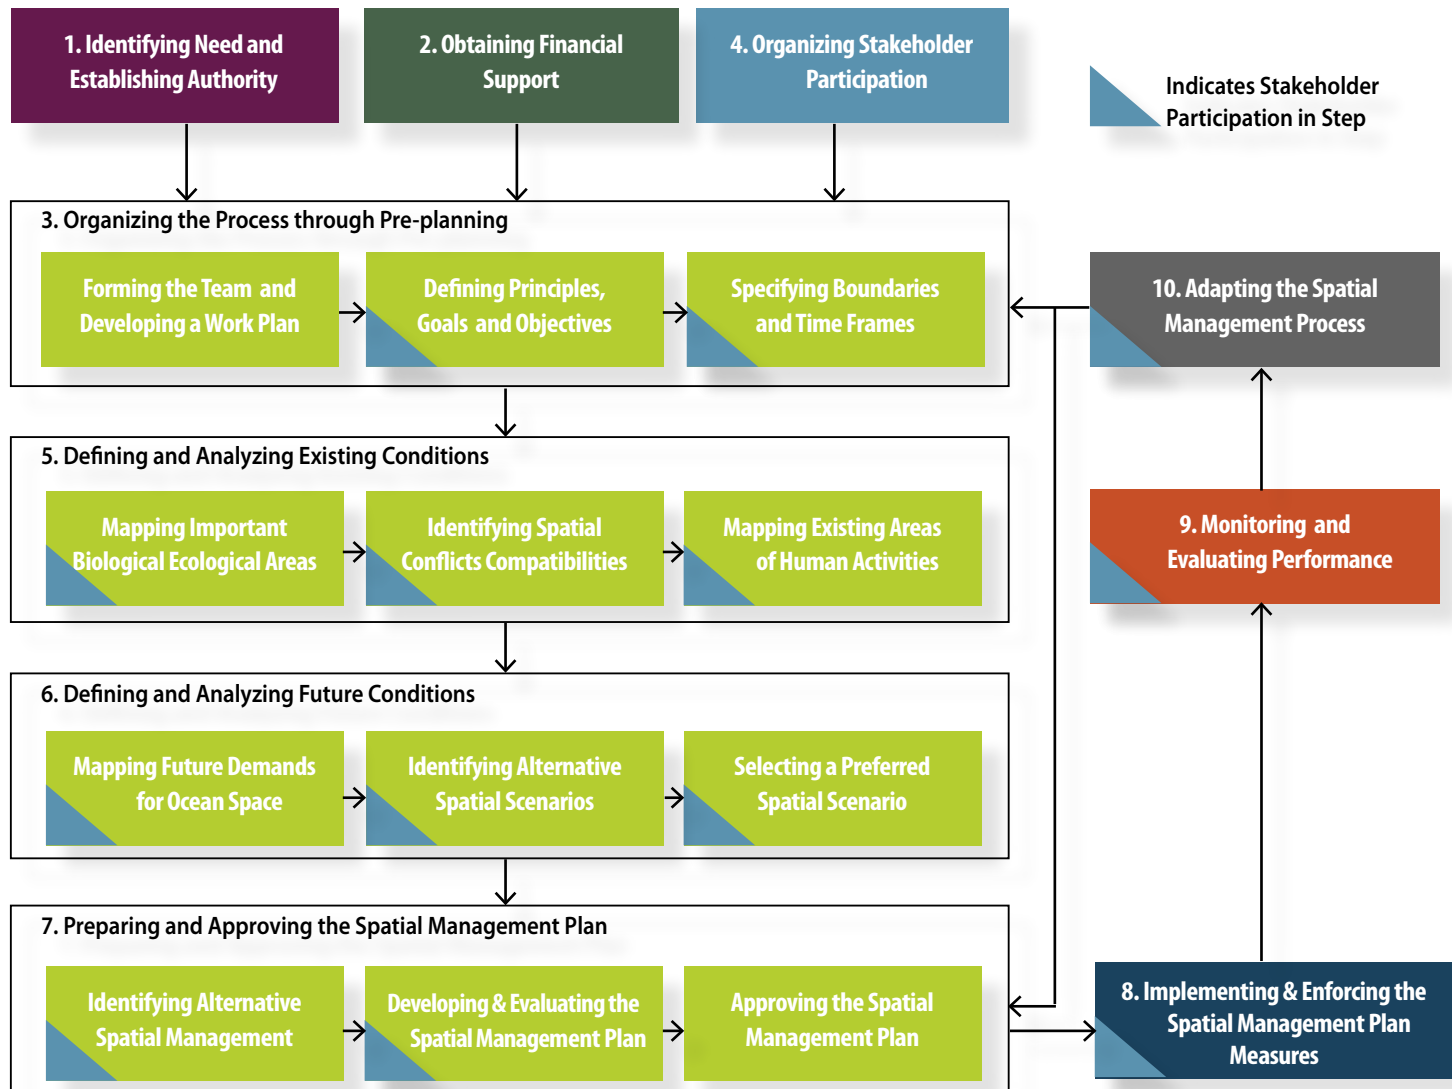 1. Identifying Need and
Establishing Authority
2. Obtaining Financial
Support
4. Organizing Stakeholder
Participation
Indicates Stakeholder
Participation in Step
3. Organizing the Process through Pre-planning
Forming the Team and
Developing a Work Plan
Defining Principles,
Goals and Objectives
Specifying Boundaries
and Time Frames
10. Adapting the Spatial
Management Process
5. Defining and Analyzing Existing Conditions
Mapping Important
Biological Ecological Areas
Identifying Spatial
Conflicts Compatibilities
Mapping Existing Areas
of Human Activities
9. Monitoring and
Evaluating Performance
6. Defining and Analyzing Future Conditions
Mapping Future Demands
for Ocean Space
Identifying Alternative
Spatial Scenarios
Selecting a Preferred
Spatial Scenario
7. Preparing and Approving the Spatial Management Plan
Identifying Alternative
Spatial Management
Developing & Evaluating the
Spatial Management Plan
Approving the Spatial
Management Plan
8. Implementing & Enforcing the
Spatial Management Plan
Measures